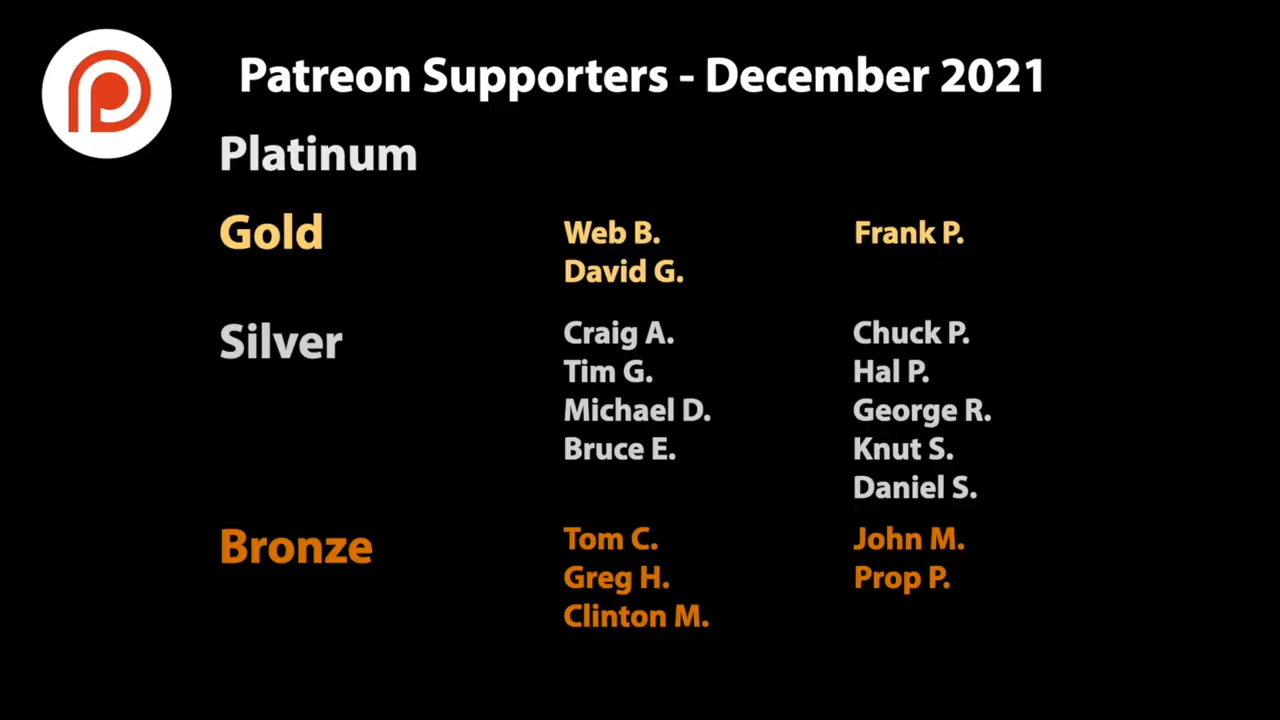 Patreon Supporters - December 2021
Platinum
Gold Web B. Frank P.
David G.
Silver Craig A. Chuck P.
Tim G. Hal P.
Michael D. George R.
Bruce E. Knut S.
Daniel S.
Bronze Tom C. John M.
Greg H. Prop P.
Clinton M.